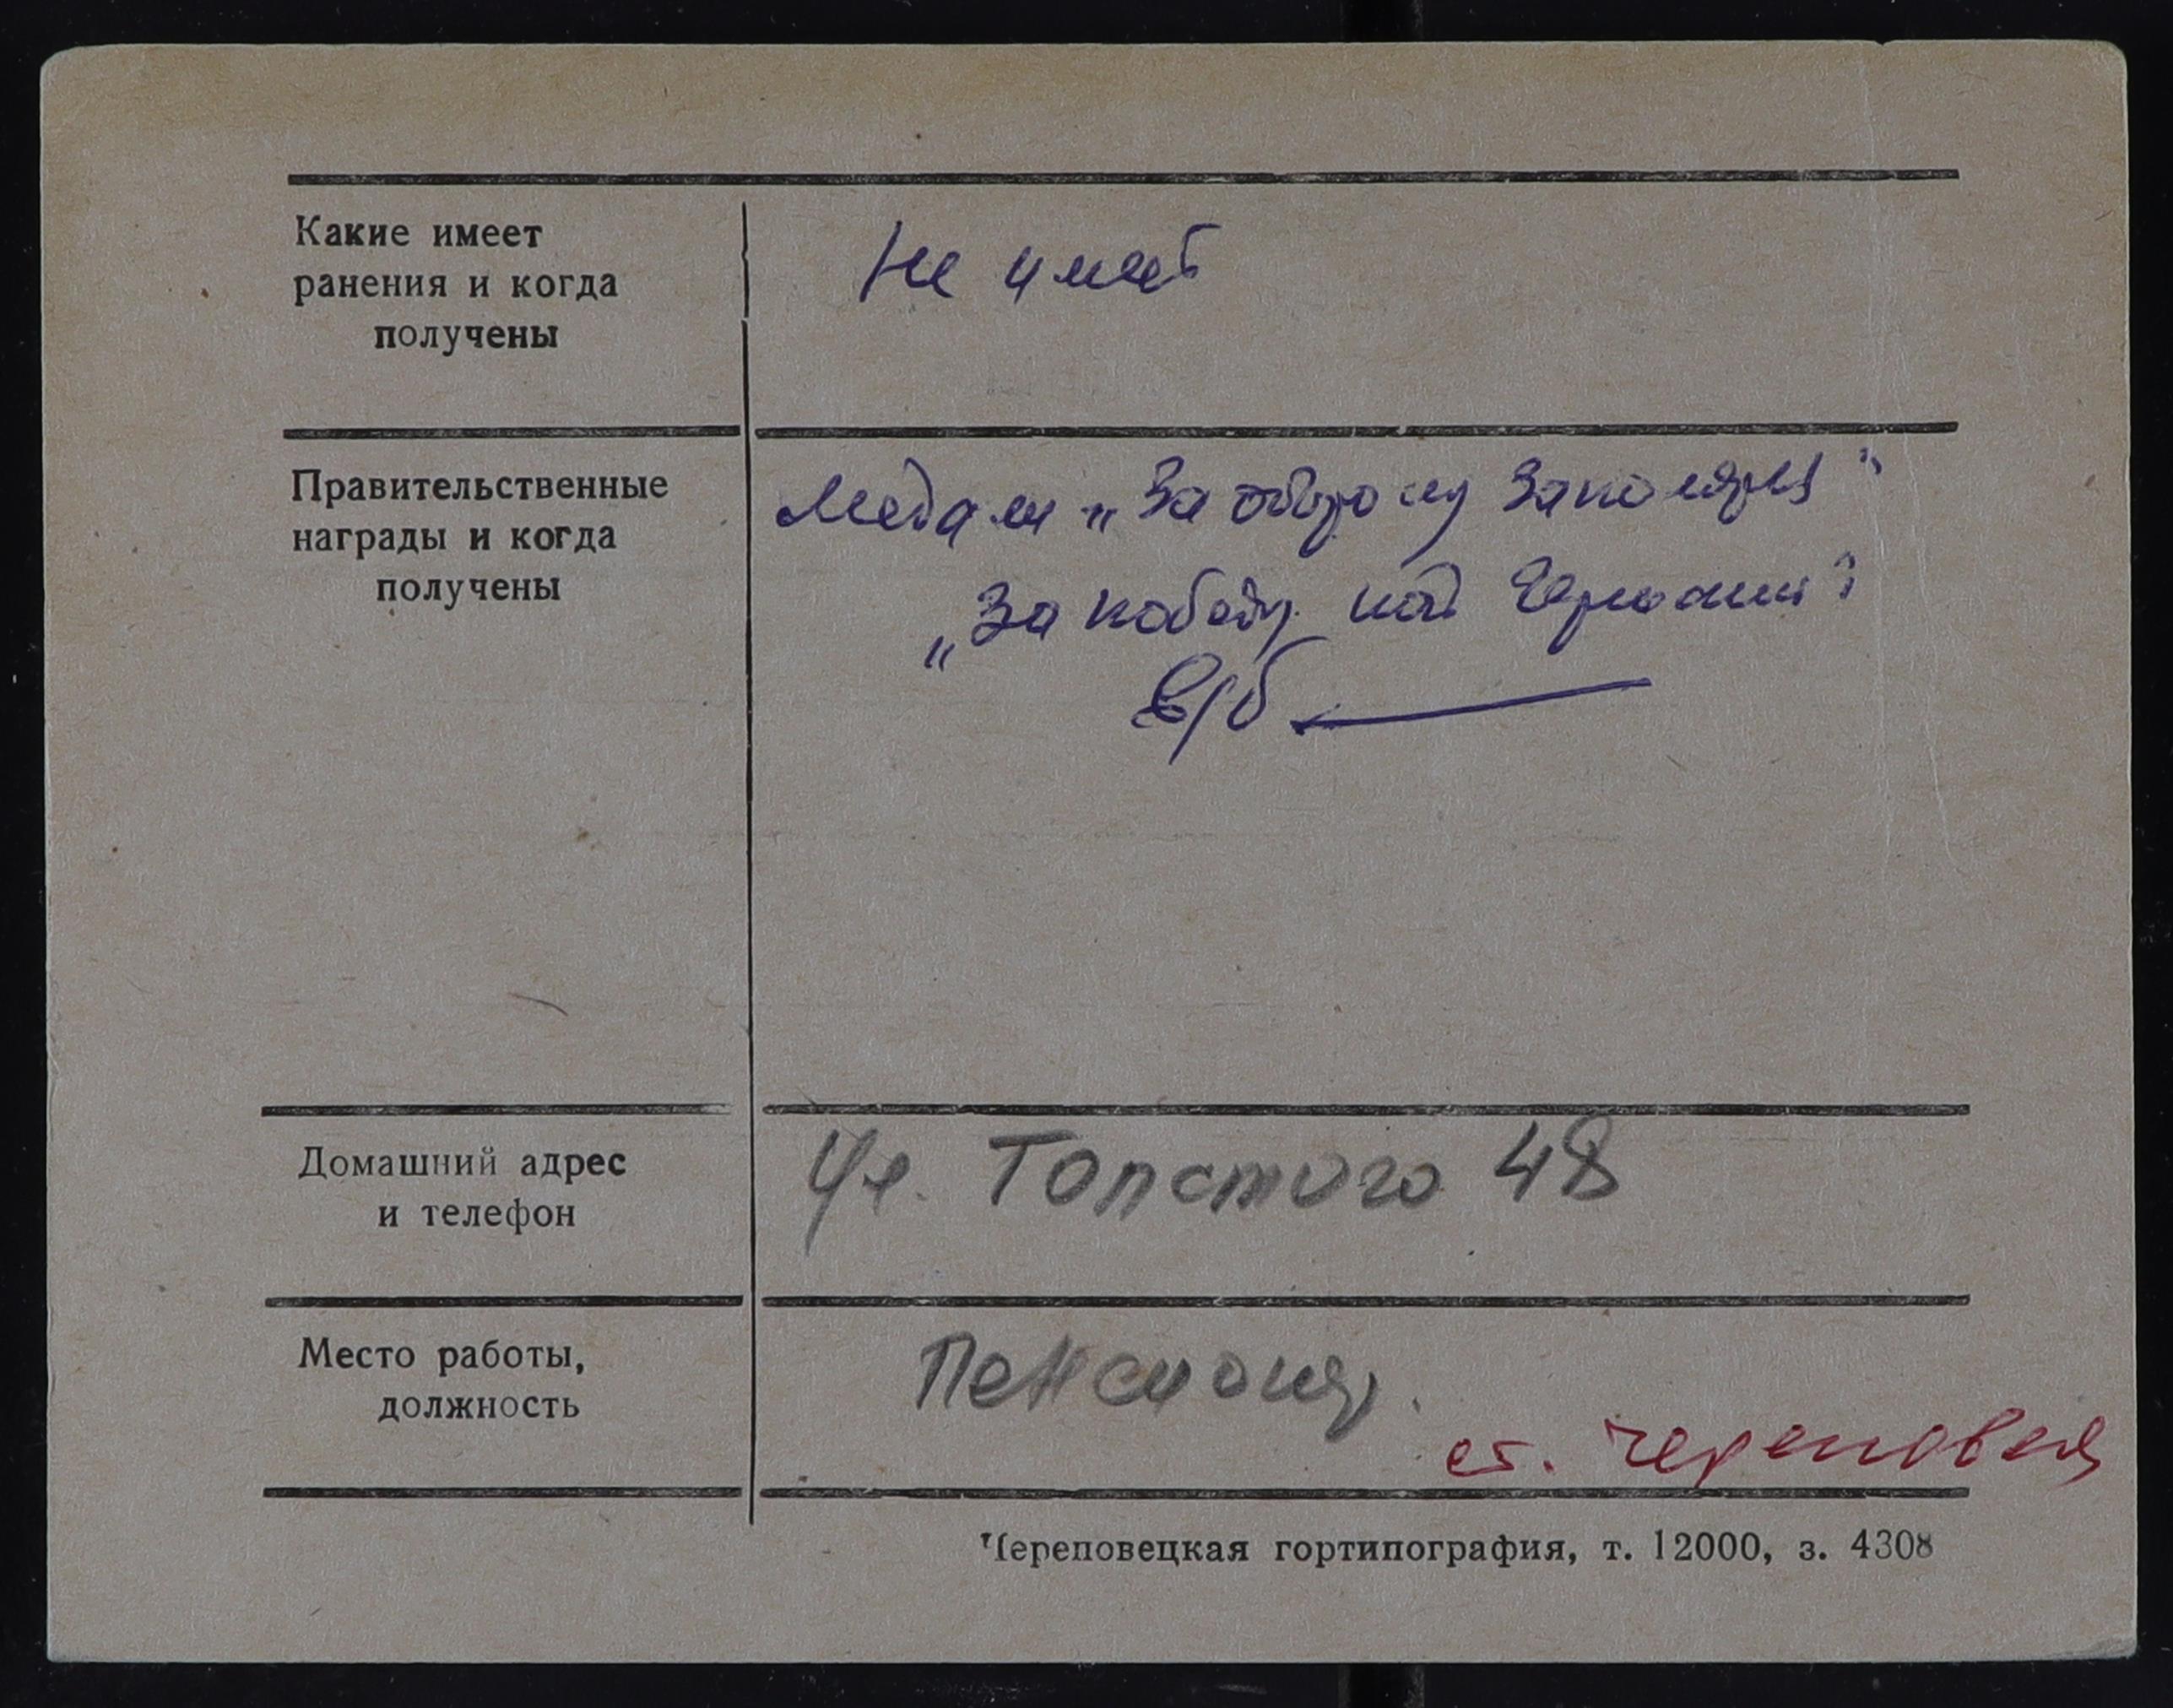 Какие имеет
ранения и когда
получены
Не имеет
Правительственные
награды и когда
получены
Медали „За оборону Заполярья"
„За победу над Германией"
в/б
Домашний адрес
и телефон
Ул. Толстого 48
Место работы,
должность
Пенсионер.
ст. Череповец
Череповецкая гортипография, т. 12000, з. 4308